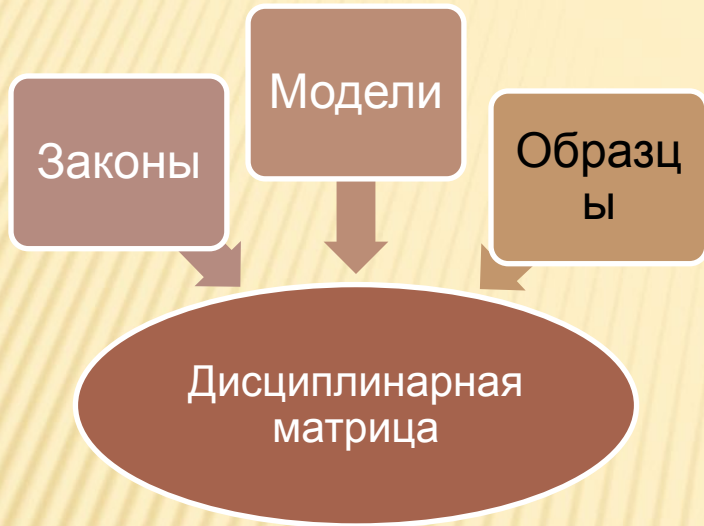 Законы
Модели
Образц
ы
Дисциплинарная
матрица